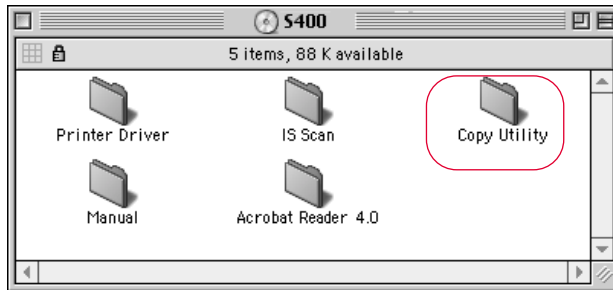 S400
5 items, 88 K available
Printer Driver
IS Scan
Copy Utility
Manual
Acrobat Reader 4.0